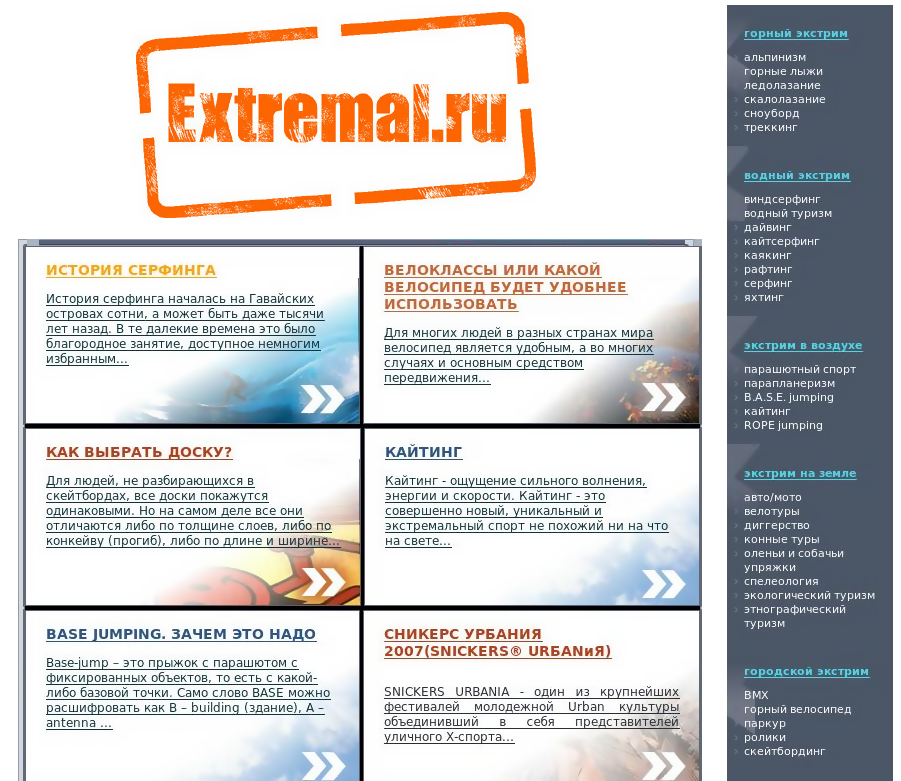 Extremal.ru
ИСТОРИЯ СЕРФИНГА
История серфинга началась на Гавайских
островах сотни, а может быть даже тысячи
лет назад. В те далекие времена это было
благородное занятие, доступное немногим
избранным...
ВЕЛОКЛАССЫ ИЛИ КАКОЙ
ВЕЛОСИПЕД БУДЕТ УДОБНЕЕ
ИСПОЛЬЗОВАТЬ
Для многих людей в разных странах мира
велосипед является удобным, а во многих
случаях и основным средством
передвижения...
КАК ВЫБРАТЬ ДОСКУ?
Для людей, не разбирающихся в
скейтбордах, все доски покажутся
одинаковыми. Но на самом деле все они
отличаются либо по толщине слоев, либо по
конкейву (прогиб), либо по длине и ширине...
КАЙТИНГ
Кайтинг - ощущение сильного волнения,
энергии и скорости. Кайтинг - это
совершенно новый, уникальный и
экстремальный спорт не похожий ни на что
на свете...
BASE JUMPING. ЗАЧЕМ ЭТО НАДО
Base-jump – это прыжок с парашютом с
фиксированных объектов, то есть с какой-
либо базовой точки. Само слово BASE можно
расшифровать как B – building (здание), A –
antenna ...
СНИКЕРС УРБАНИЯ
2007(SNICKERS® URБАNиЯ)
SNICKERS URBANIA - один из крупнейших
фестивалей молодежной Urban культуры
объединивший в себя представителей
уличного Х-спорта...
горный экстрим
альпинизм
горные лыжи
ледолазание
скалолазание
сноуборд
треккинг
водный экстрим
виндсерфинг
водный туризм
дайвинг
кайтсерфинг
каякинг
рафтинг
серфинг
яхтинг
экстрим в воздухе
парашютный спорт
парапланеризм
B.A.S.E. jumping
кайтинг
ROPE jumping
экстрим на земле
авто/мото
велотуры
диггерство
конные туры
оленьи и собачьи
упряжки
спелеология
экологический туризм
этнографический
туризм
городской экстрим
BMX
горный велосипед
паркур
ролики
скейтбординг